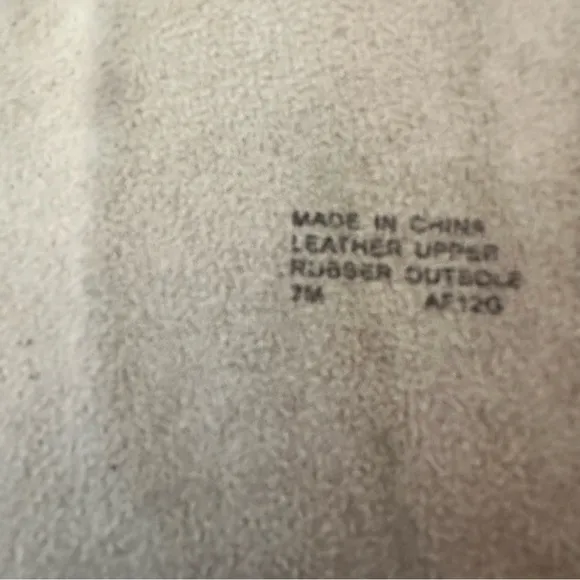 MADE IN CHINA
LEATHER UPPER
RUBBER OUTSOLE
7M AF12G